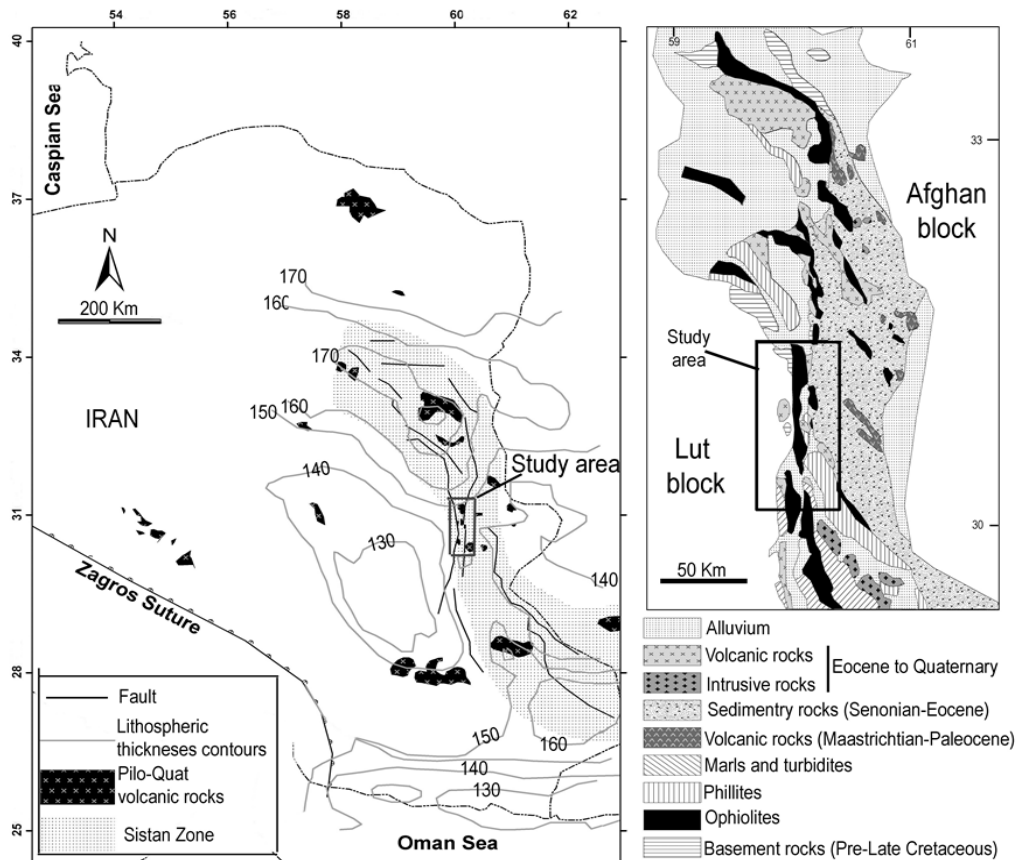 54
58
60
62
40
37
34
31
28
25
Caspian Sea
N
200 Km
IRAN
170
160
170
160
150
140
130
140
150
160
140
130
Study area
Zagros Suture
Oman Sea
Fault
Lithospheric
thickneses contours
Pilo-Quat
volcanic rocks
Sistan Zone
59
61
33
30
Afghan
block
Study
area
Lut
block
50 Km
Alluvium
Volcanic rocks
Intrusive rocks
Eocene to Quaternary
Sedimentry rocks (Senonian-Eocene)
Volcanic rocks (Maastrichtian-Paleocene)
Marls and turbidites
Phillites
Ophiolites
Basement rocks (Pre-Late Cretaceous)